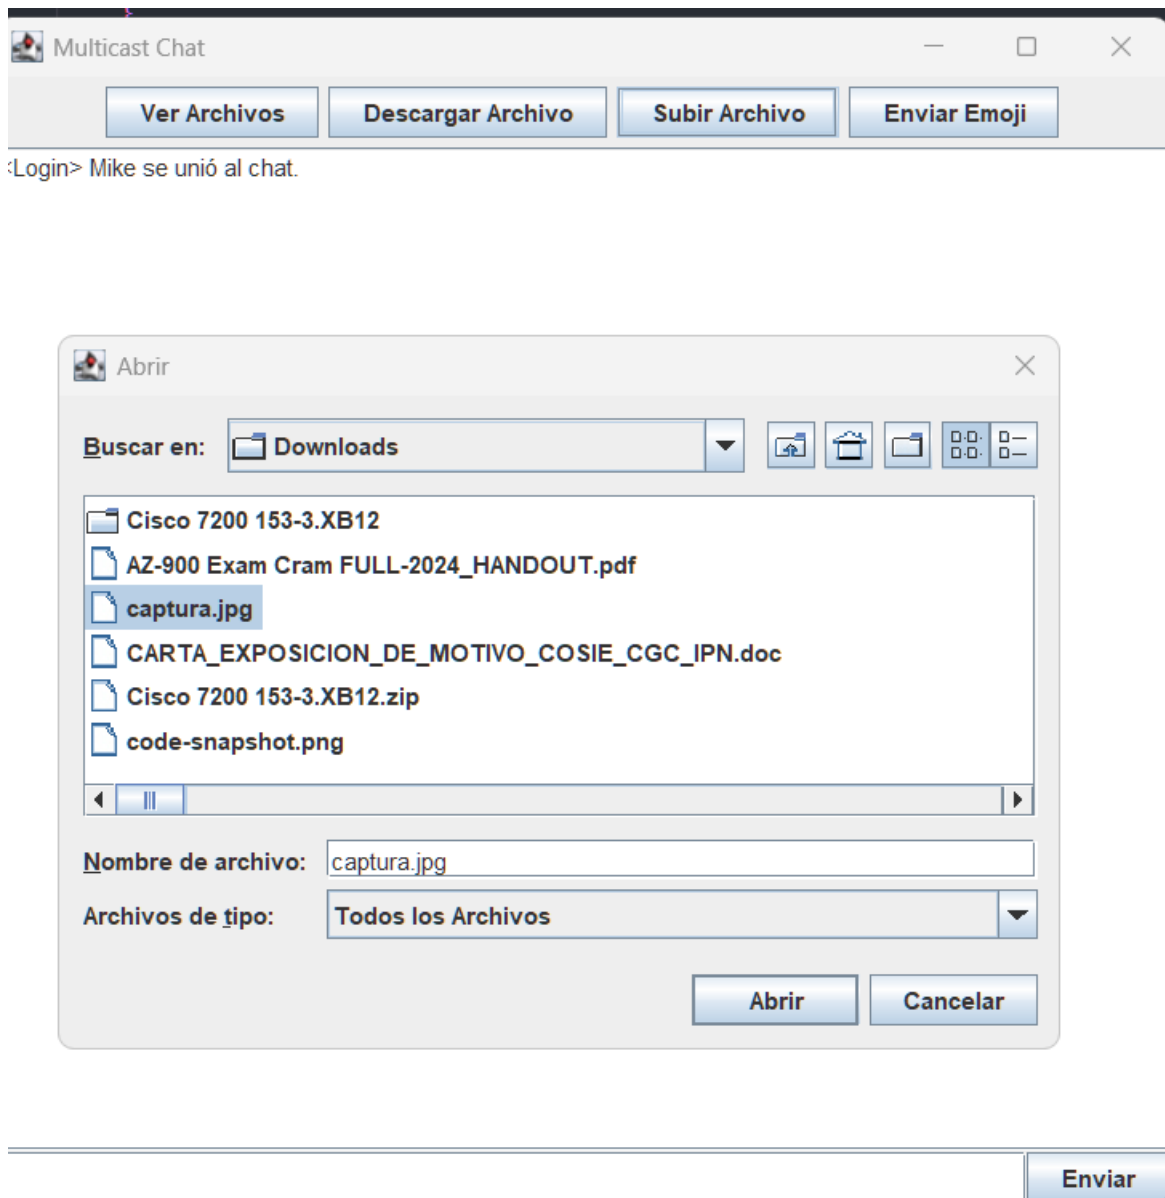 Multicast Chat
Ver Archivos Descargar Archivo Subir Archivo Enviar Emoji
<Login> Mike se unió al chat.
Abrir
Buscar en: Downloads
Cisco 7200 153-3.XB12
AZ-900 Exam Cram FULL-2024_HANDOUT.pdf
captura.jpg
CARTA_EXPOSICION_DE_MOTIVO_COSIE_CGC_IPN.doc
Cisco 7200 153-3.XB12.zip
code-snapshot.png
Nombre de archivo: captura.jpg
Archivos de tipo: Todos los Archivos
Abrir Cancelar
Enviar